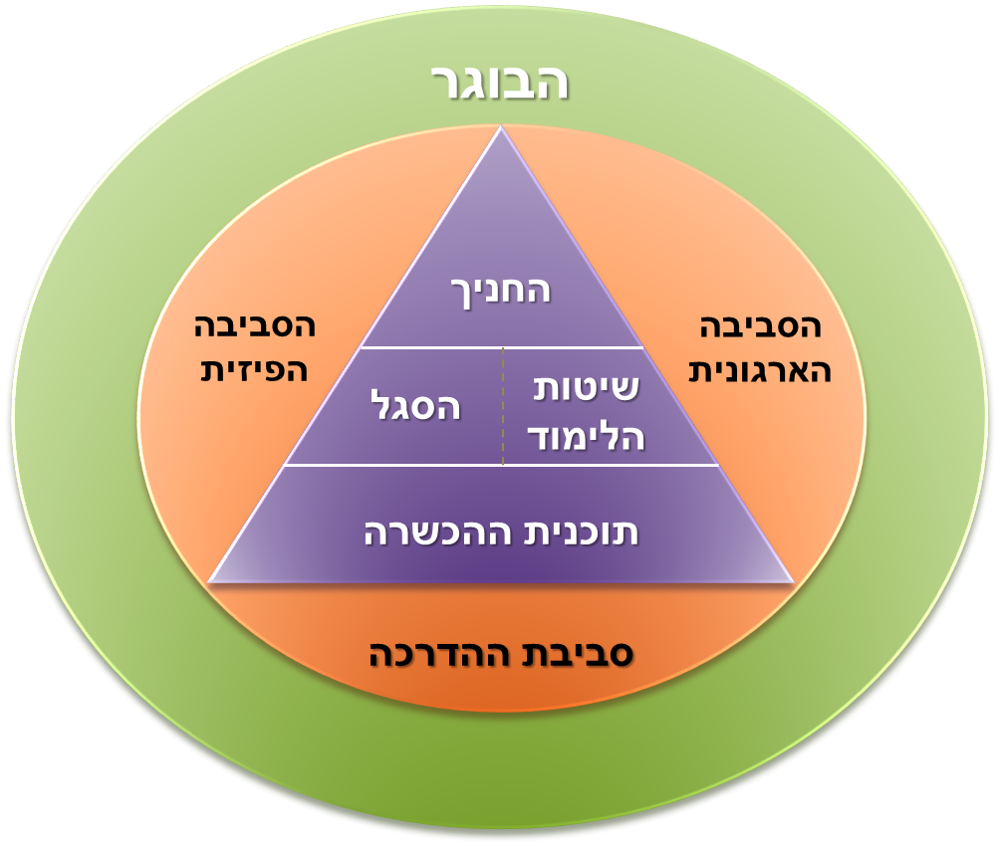 הבוגר
החניך
הסביבה
הארגונית
הסביבה
הפיזית
שיטות
הלימוד
הסגל
תוכנית ההכשרה
סביבת ההדרכה